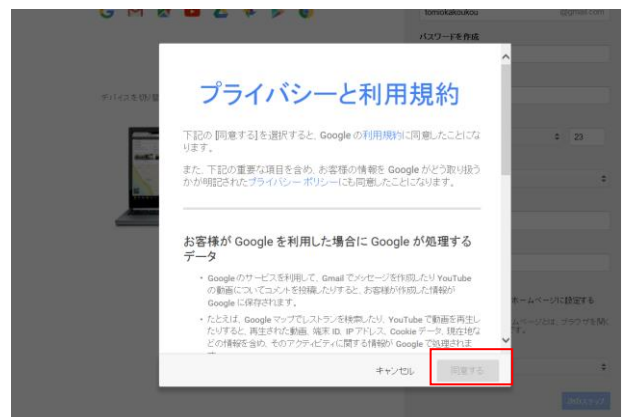 tomiokakoukou
@gmail.com
パスワードを作成
プライバシーと利用規約
下記の [同意する] を選択すると、Google の利用規約に同意したことにな
ります。
また、下記の重要な項目を含め、お客様の情報を Google がどう取り扱う
かが明記されたプライバシー ポリシーにも同意したことになります。
お客様が Google を利用した場合に Google が処理する
データ
• Google のサービスを利用して、Gmail でメッセージを作成したり YouTube
の動画についてコメントを投稿したりすると、お客様が作成した情報が
Google に保存されます。
• たとえば、Google マップでレストランを検索したり、YouTube で動画を再生し
たりすると、再生された動画、端末 ID、IP アドレス、Cookie データ、現在地な
どの情報を含め、そのアクティビティに関する情報が Google で処理されま
キャンセル
同意する
デバイスを切り替
23
ホームページに設定する
次のステップ